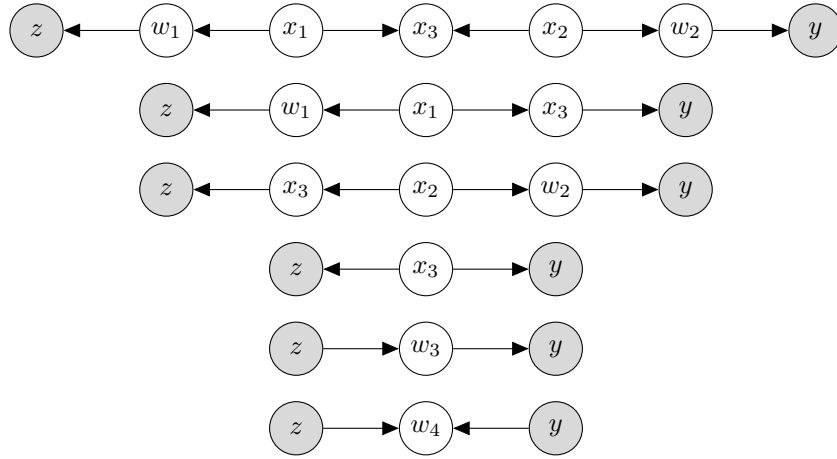 z w₁ x₁ x₃ x₂ w₂ y
z w₁ x₁ x₃ y
z x₃ x₂ w₂ y
z x₃ y
z w₃ y
z w₄ y